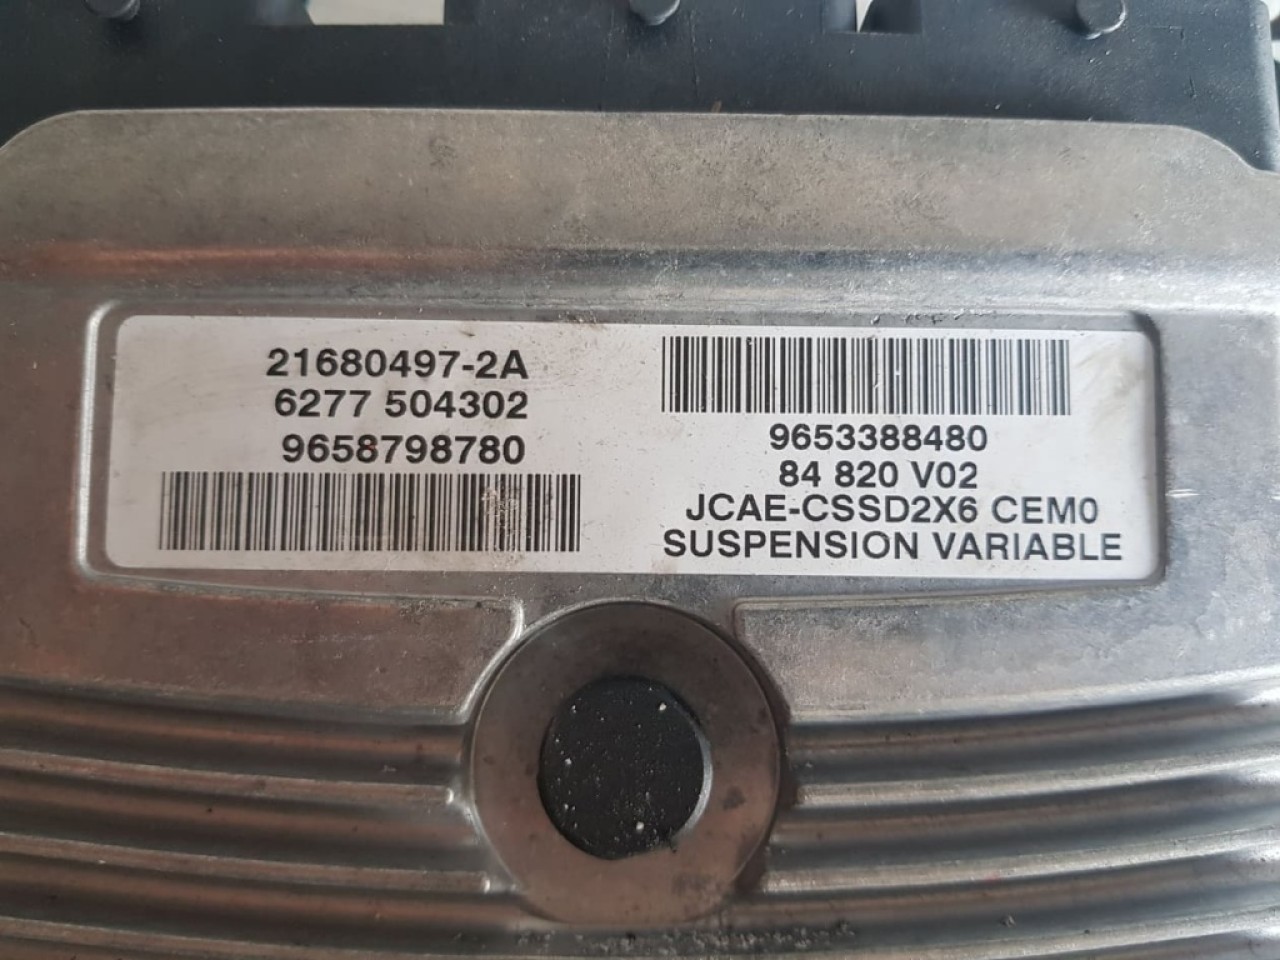 21680497-2A
6277 504302
9658798780
9653388480
84 820 V02
JCAE-CSSD2X6 CEM0
SUSPENSION VARIABLE